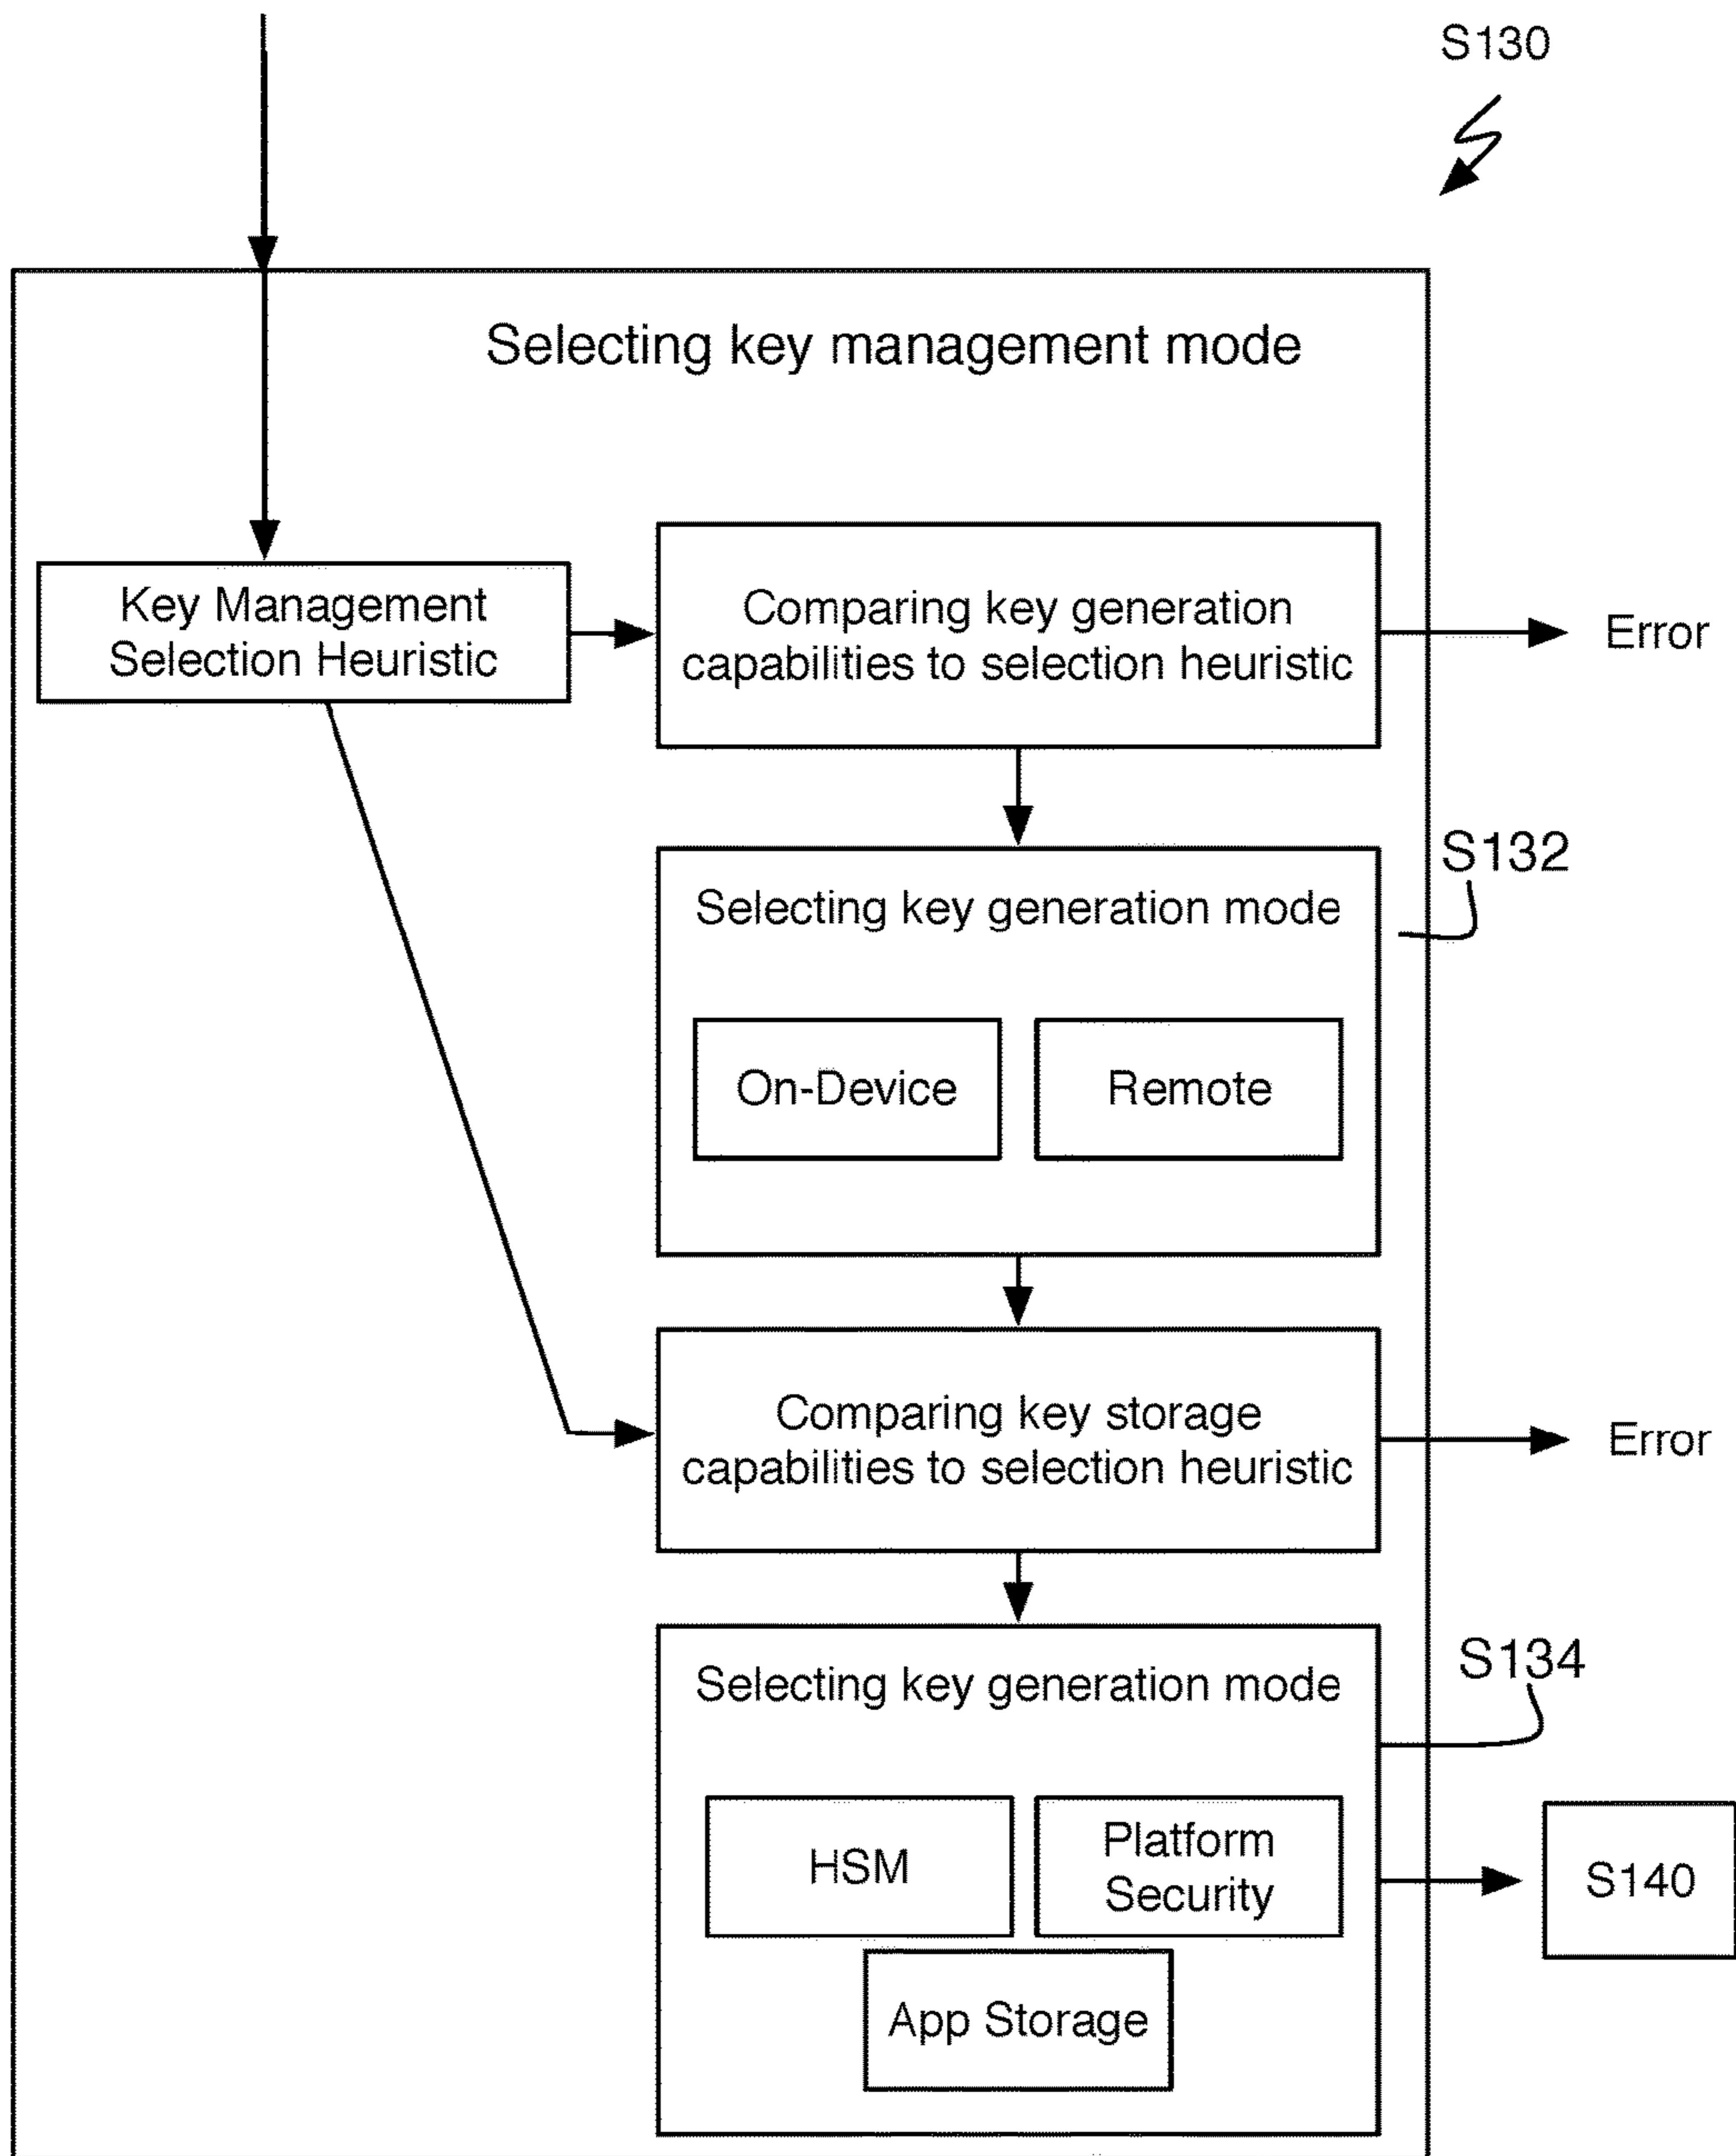 S130
Selecting key management mode
Key Management
Selection Heuristic
Comparing key generation
capabilities to selection heuristic
Error
S132
Selecting key generation mode
On-Device
Remote
Comparing key storage
capabilities to selection heuristic
Error
S134
Selecting key generation mode
HSM
Platform
Security
S140
App Storage